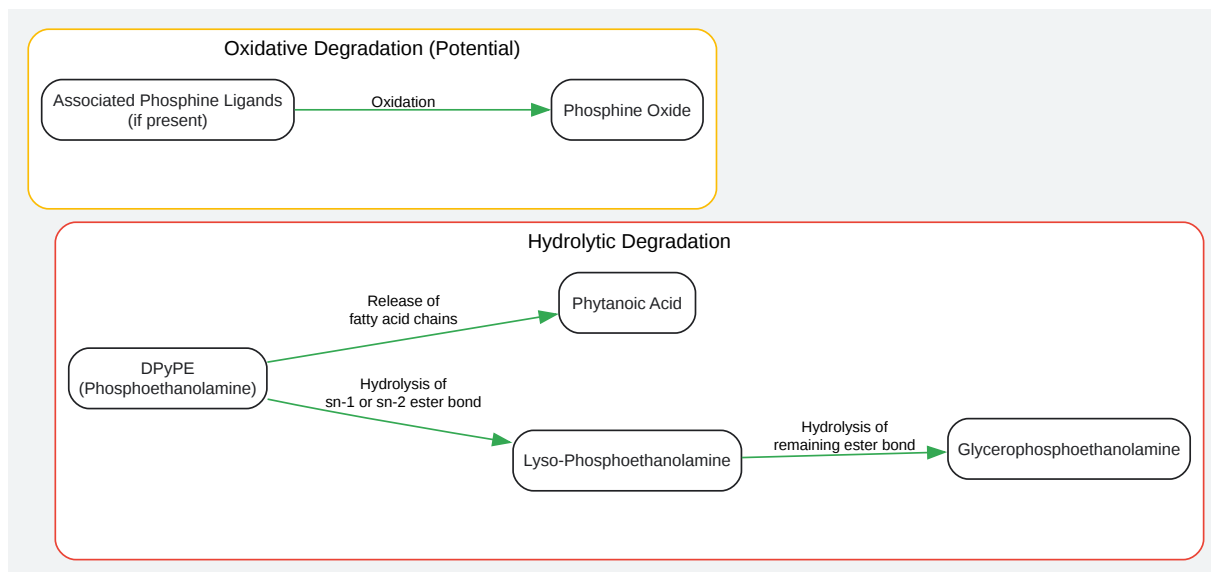 Oxidative Degradation (Potential)
Associated Phosphine Ligands
(if present)
Oxidation
Phosphine Oxide
Hydrolytic Degradation
Phytanoic Acid
Release of
fatty acid chains
DPyPE
(Phosphoethanolamine)
Hydrolysis of
sn-1 or sn-2 ester bond
Lyso-Phosphoethanolamine
Hydrolysis of
remaining ester bond
Glycerophosphoethanolamine